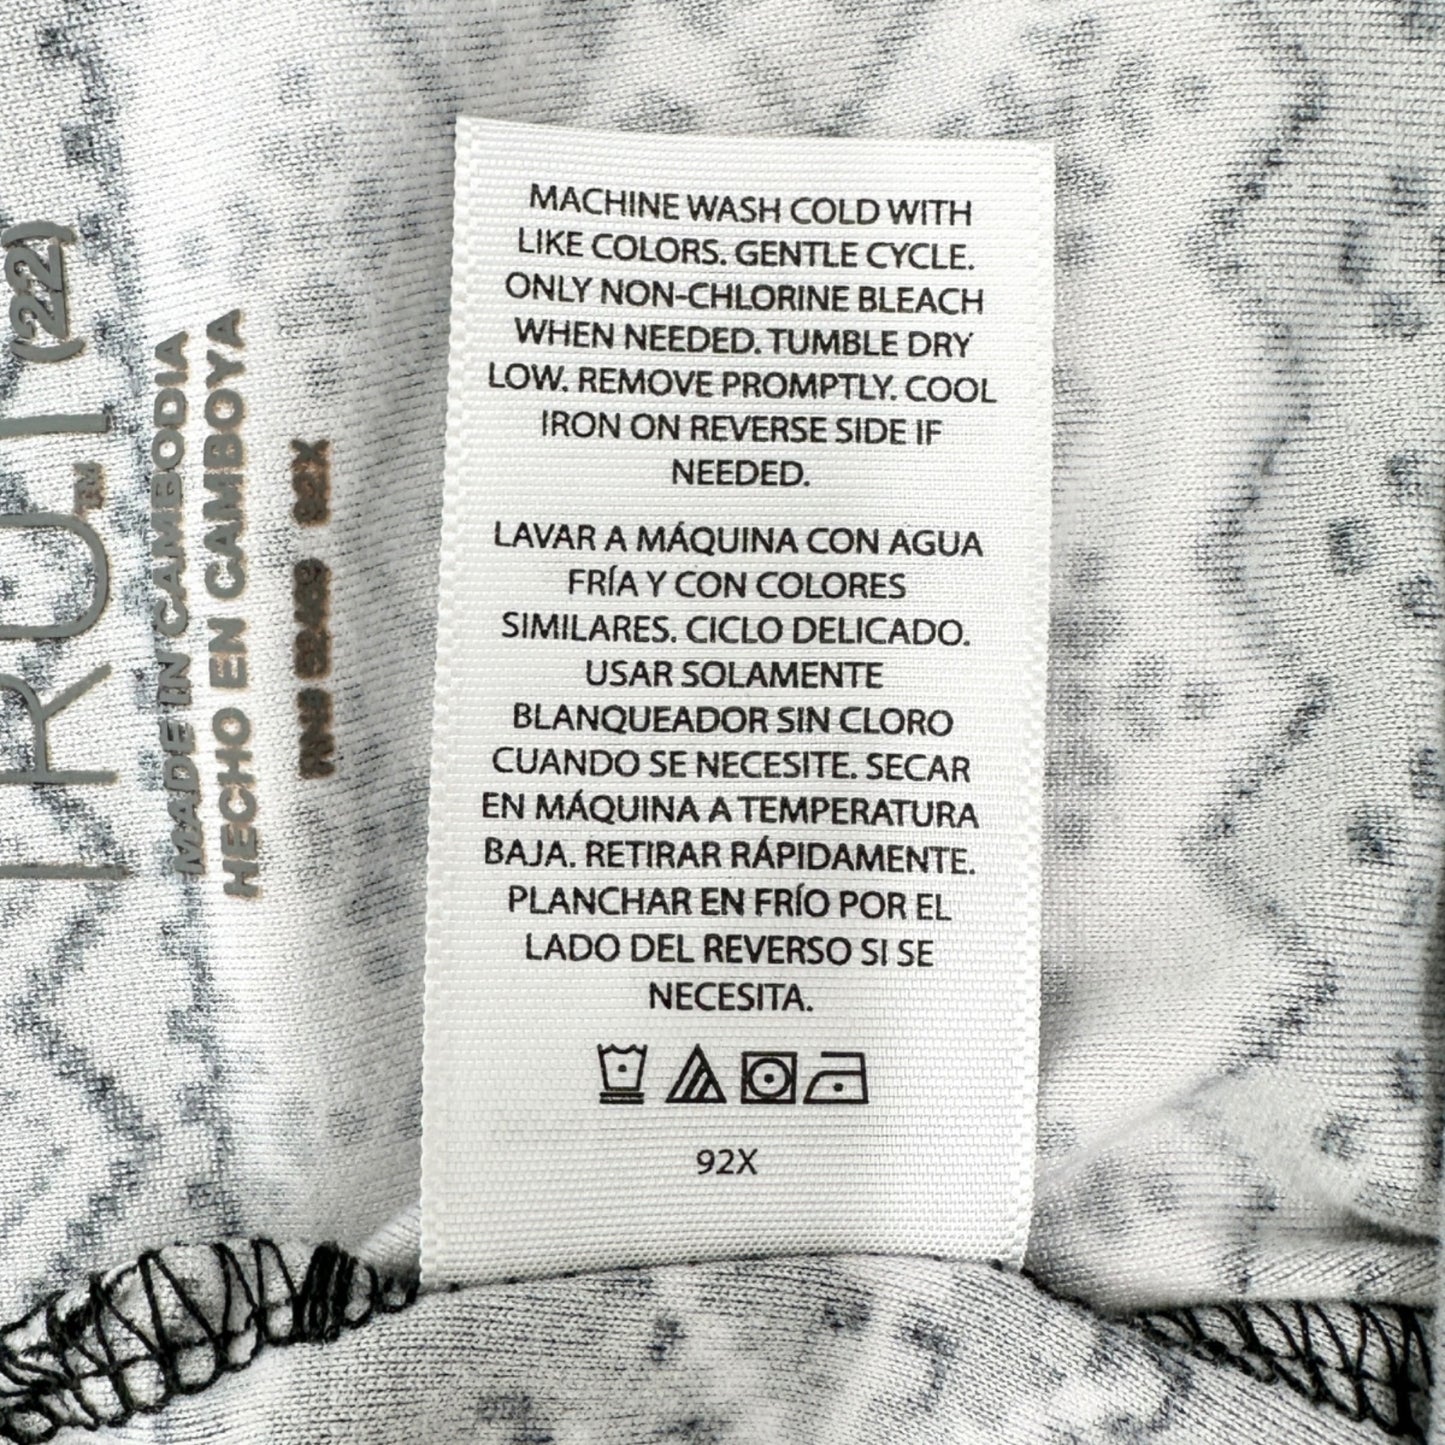 MACHINE WASH COLD WITH
LIKE COLORS. GENTLE CYCLE.
ONLY NON-CHLORINE BLEACH
WHEN NEEDED. TUMBLE DRY
LOW. REMOVE PROMPTLY. COOL
IRON ON REVERSE SIDE IF
NEEDED.
LAVAR A MÁQUINA CON AGUA
FRÍA Y CON COLORES
SIMILARES. CICLO DELICADO.
USAR SOLAMENTE
BLANQUEADOR SIN CLORO
CUANDO SE NECESITE. SECAR
EN MÁQUINA A TEMPERATURA
BAJA. RETIRAR RÁPIDAMENTE.
PLANCHAR EN FRÍO POR EL
LADO DEL REVERSO SI SE
NECESITA.
92X
(22)
TM
MADE IN CAMBODIA
HECHO EN CAMBOYA
92X